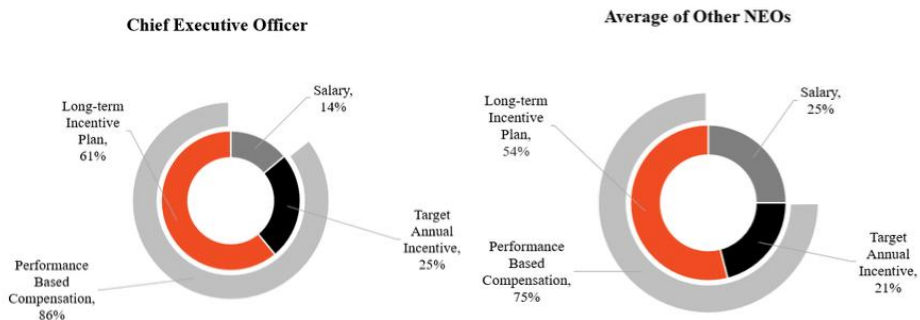 Chief Executive Officer
Salary,
14%
Long-term
Incentive
Plan,
61%
Target
Annual
Incentive,
25%
Performance
Based
Compensation,
86%
Average of Other NEOs
Salary,
25%
Long-term
Incentive
Plan,
54%
Target
Annual
Incentive,
21%
Performance
Based
Compensation,
75%